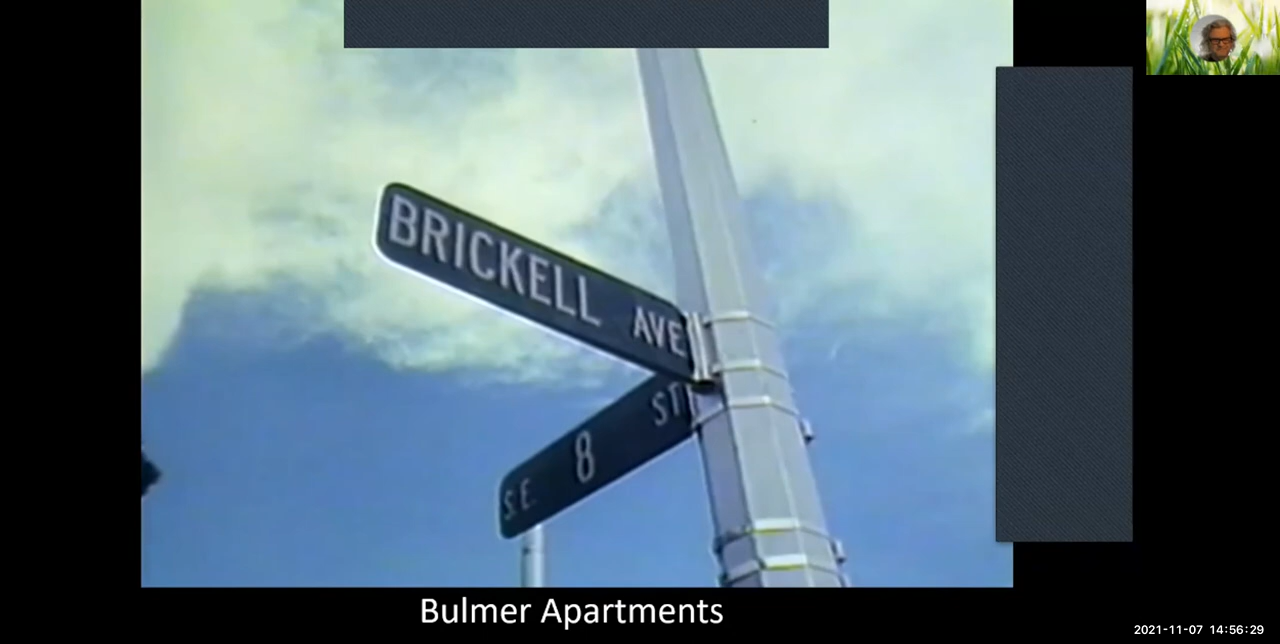 BRICKELL AVE
S.E. 8 ST
Bulmer Apartments
2021-11-07 14:56:29